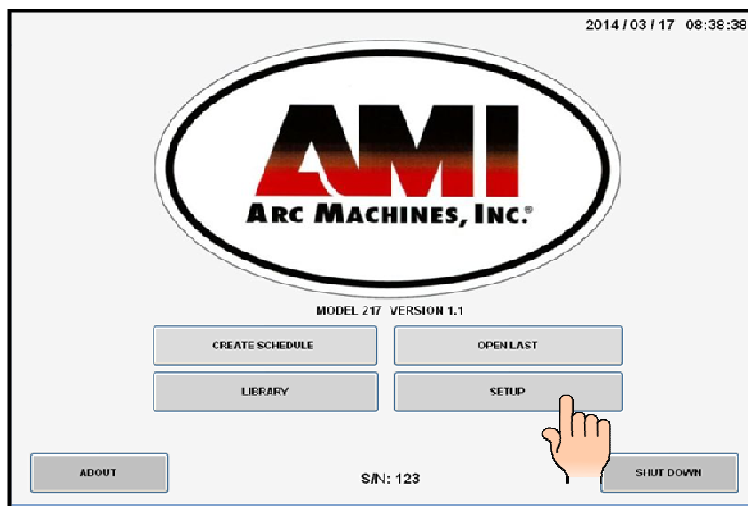 2014 / 03 / 17 08:38:38
AMI
ARC MACHINES, INC.®
MODEL 217 VERSION 1.1
CREATE SCHEDULE
OPEN LAST
LIBRARY
SETUP
ABOUT
S/N: 123
SHUT DOWN